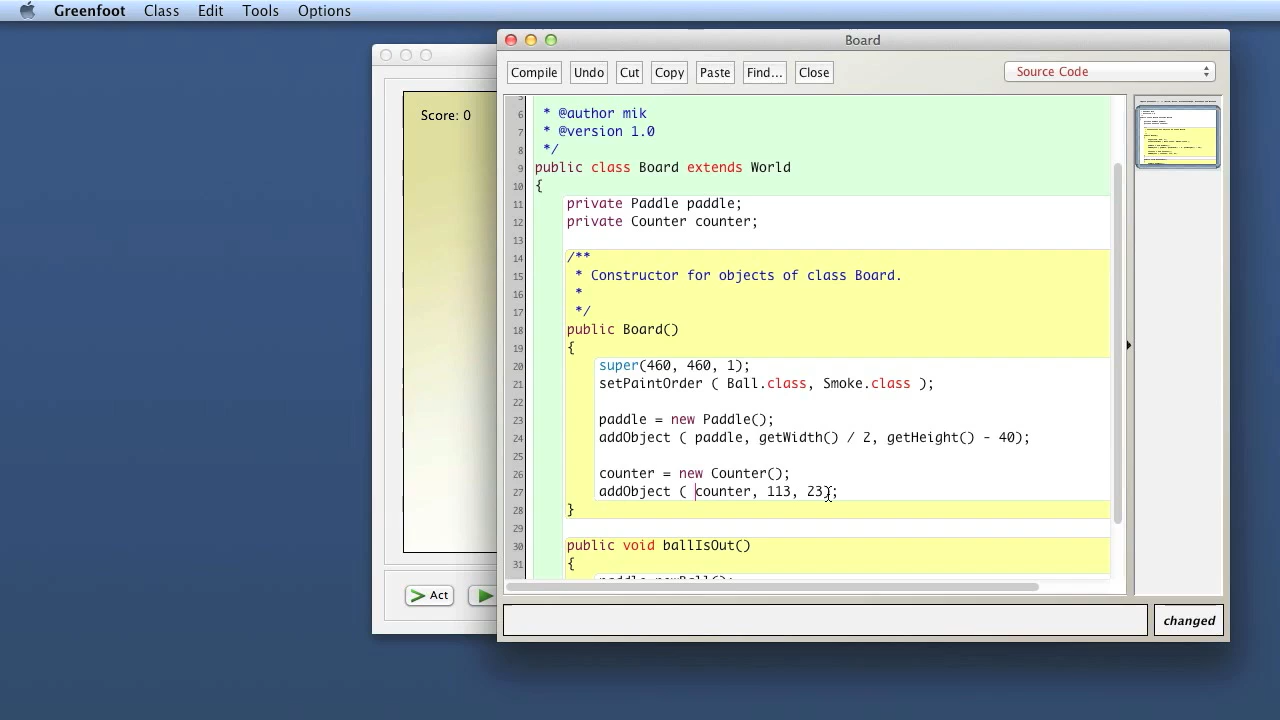 Greenfoot Class Edit Tools Options
Board
Compile Undo Cut Copy Paste Find... Close Source Code
Score: 0
6 * @author mik
7 * @version 1.0
8 */
9 public class Board extends World
10 {
11 private Paddle paddle;
12 private Counter counter;
13
14 /**
15 * Constructor for objects of class Board.
16 *
17 */
18 public Board()
19 {
20 super(460, 460, 1);
21 setPaintOrder ( Ball.class, Smoke.class );
22
23 paddle = new Paddle();
24 addObject ( paddle, getWidth() / 2, getHeight() - 40);
25
26 counter = new Counter();
27 addObject ( counter, 113, 23);
28 }
29
30 public void ballIsOut()
31 {
Act
changed